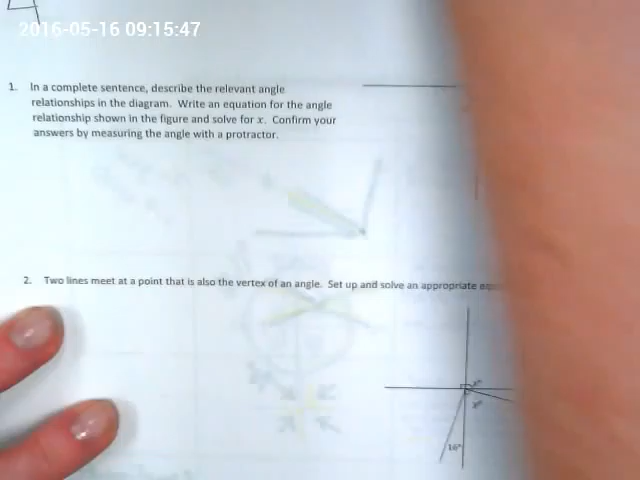 2016-05-16 09:15:47
1. In a complete sentence, describe the relevant angle
relationships in the diagram. Write an equation for the angle
relationship shown in the figure and solve for x. Confirm your
answers by measuring the angle with a protractor.
2. Two lines meet at a point that is also the vertex of an angle. Set up and solve an appropriate
16°